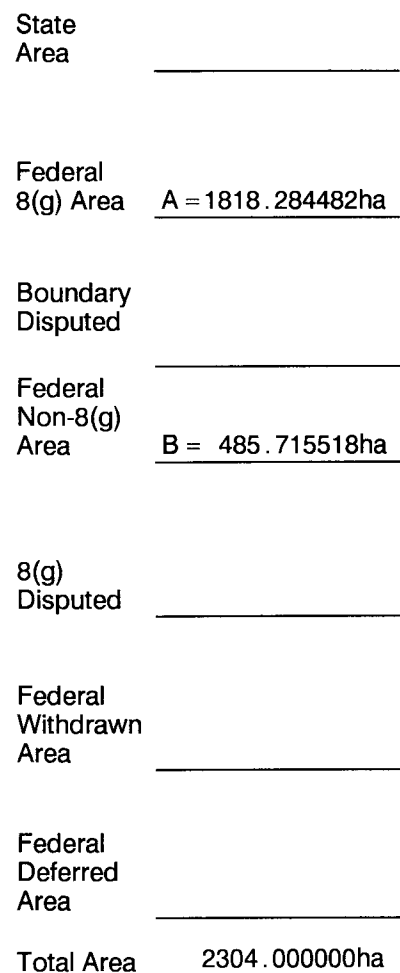 State
Area
Federal
8(g) Area A = 1818.284482ha
Boundary
Disputed
Federal
Non-8(g)
Area B = 485.715518ha
8(g)
Disputed
Federal
Withdrawn
Area
Federal
Deferred
Area
Total Area 2304.000000ha